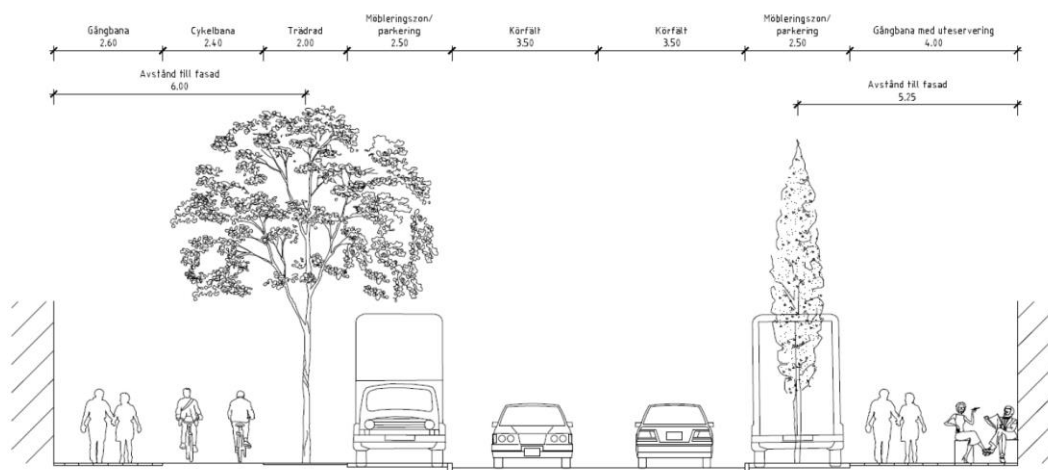 Gångbana
2.60
Cykelbana
2.40
Trädrad
2.00
Möbleringszon/
parkering
2.50
Körfält
3.50
Körfält
3.50
Möbleringszon/
parkering
2.50
Gångbana med uteservering
4.00
Avstånd till fasad
6.00
Avstånd till fasad
5.25